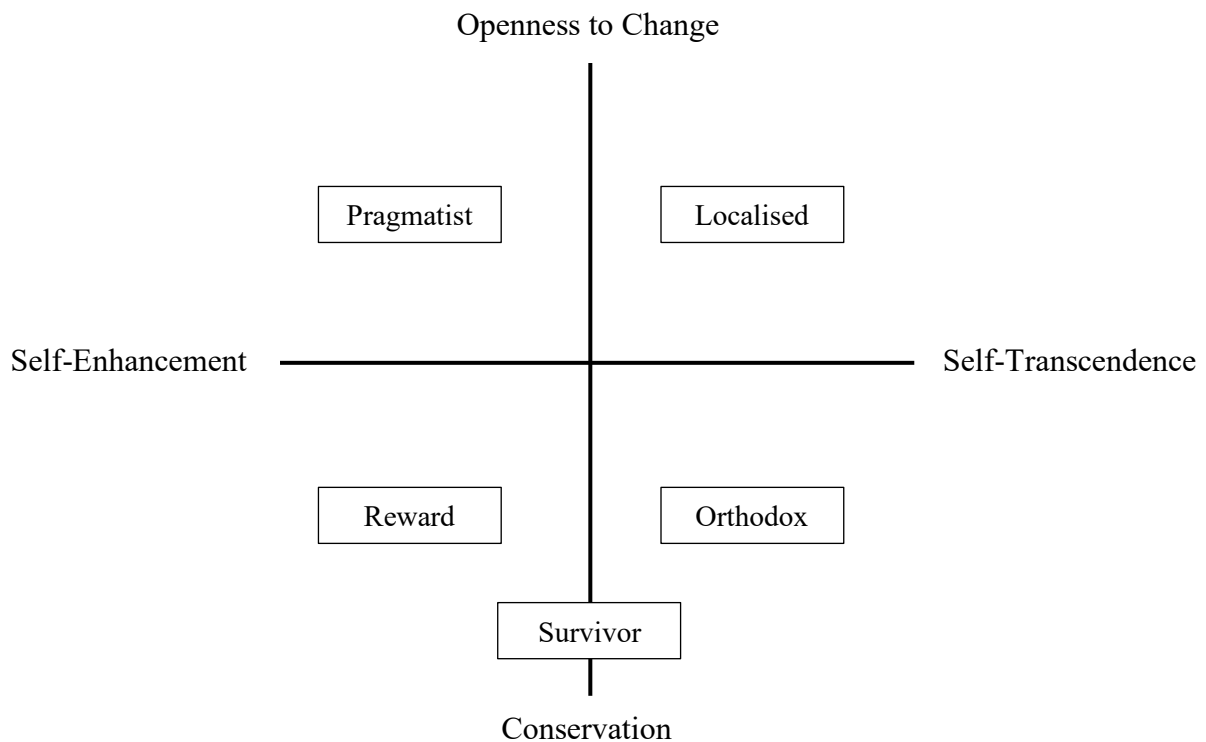 Openness to Change
Pragmatist
Localised
Self-Enhancement
Self-Transcendence
Reward
Orthodox
Survivor
Conservation